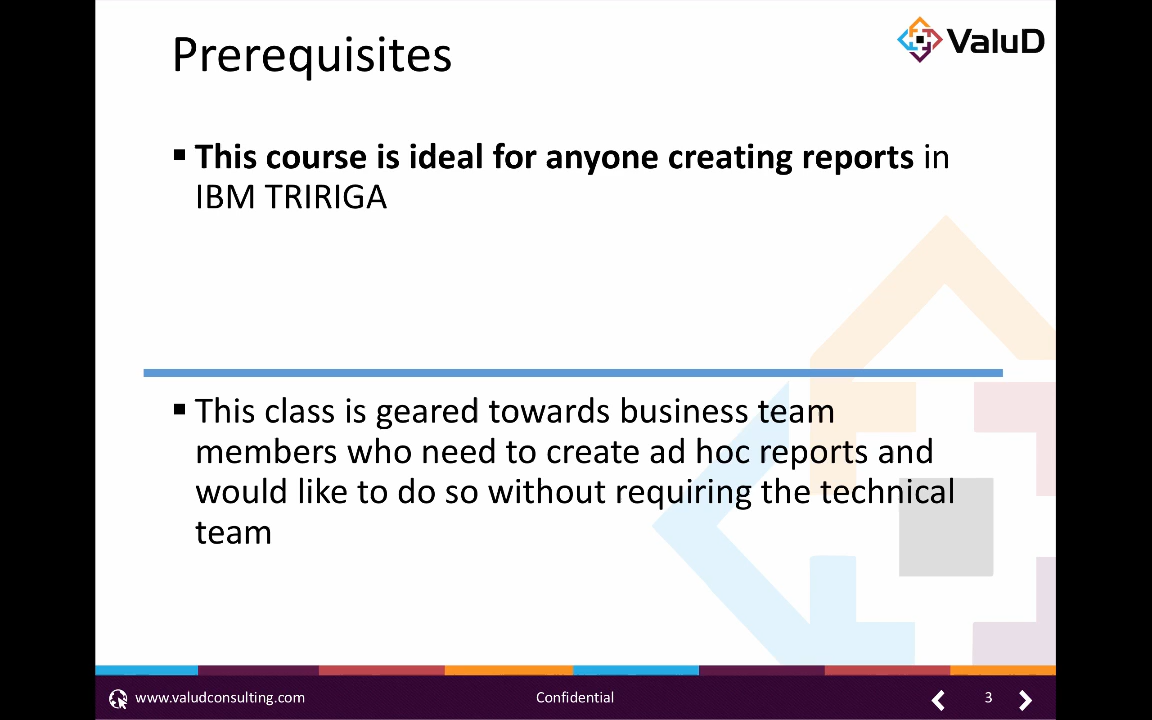 Prerequisites
ValuD
▪ This course is ideal for anyone creating reports in
IBM TRIRIGA
▪ This class is geared towards business team
members who need to create ad hoc reports and
would like to do so without requiring the technical
team
www.valudconsulting.com
Confidential
3